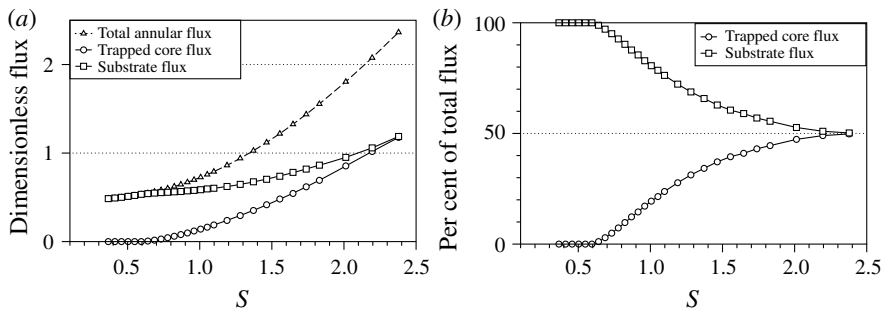 (a)
Total annular flux
Trapped core flux
Substrate flux
Dimensionless flux
2
1
0
0.5 1.0 1.5 2.0 2.5
S
(b)
Trapped core flux
Substrate flux
Per cent of total flux
100
50
0
0.5 1.0 1.5 2.0 2.5
S